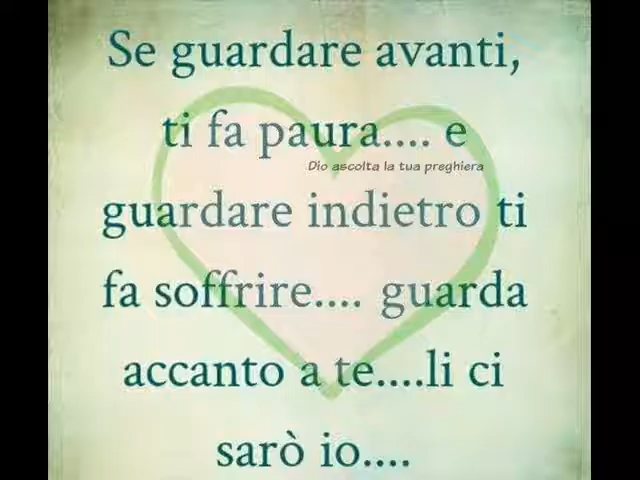 Se guardare avanti,
ti fa paura.... e
Dio ascolta la tua preghiera
guardare indietro ti
fa soffrire.... guarda
accanto a te....li ci
sarò io....